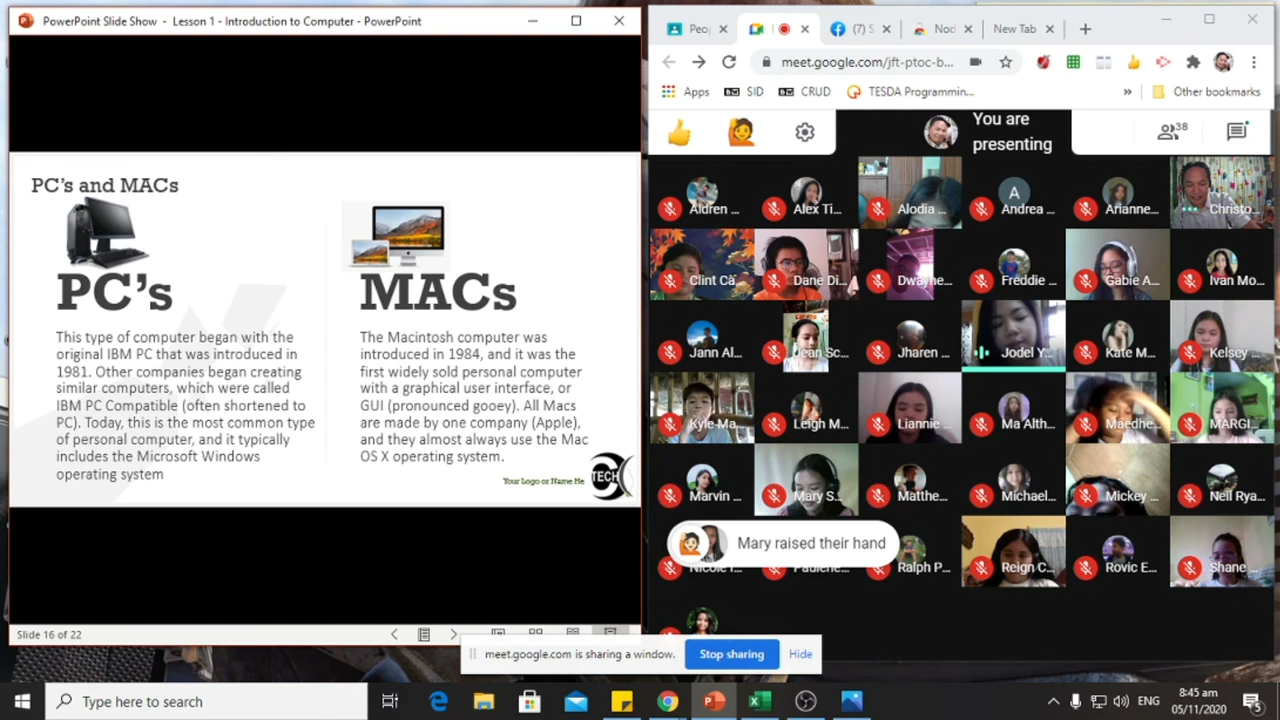 PowerPoint Slide Show - Lesson 1 - Introduction to Computer - PowerPoint
PC's and MACs
PC's
This type of computer began with the
original IBM PC that was introduced in
1981. Other companies began creating
similar computers, which were called
IBM PC Compatible (often shortened to
PC). Today, this is the most common type
of personal computer, and it typically
includes the Microsoft Windows
operating system
MACs
The Macintosh computer was
introduced in 1984, and it was the
first widely sold personal computer
with a graphical user interface, or
GUI (pronounced gooey). All Macs
are made by one company (Apple),
and they almost always use the Mac
OS X operating system.
Your Logo or Name He
TECH
Slide 16 of 22
Peo
(7) S
Nod
New Tab
meet.google.com/jft-ptoc-b...
Apps SID CRUD TESDA Programmin... » Other bookmarks
You are
presenting
38
Aldren ... Alex Ti... Alodia ... A Andrea ... Arianne... Christo...
Clint Ca... Dane Di... Dwayne... Freddie ... Gabie A... Ivan Mo...
Jann Al... Jean Sc... Jharen ... Jodel Y... Kate M... Kelsey ...
Kyle Ma... Leigh M... Liannie ... Ma Alth... Maedhe... MARGI...
Marvin ... Mary S... Matthe... Michael... Mickey ... Neil Rya...
Mary raised their hand
Ralph P... Reign C... Rovic E... Shane ...
meet.google.com is sharing a window. Stop sharing Hide
Type here to search
ENG
8:45 am
05/11/2020
5